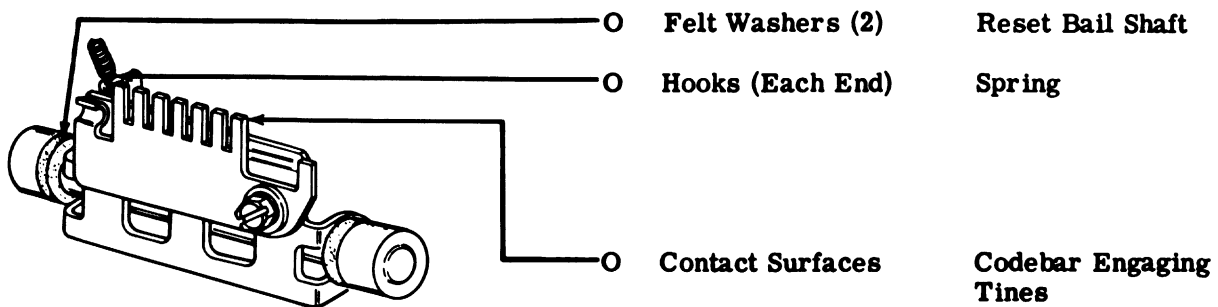 O Felt Washers (2) Reset Bail Shaft
O Hooks (Each End) Spring
O Contact Surfaces Codebar Engaging
Tines